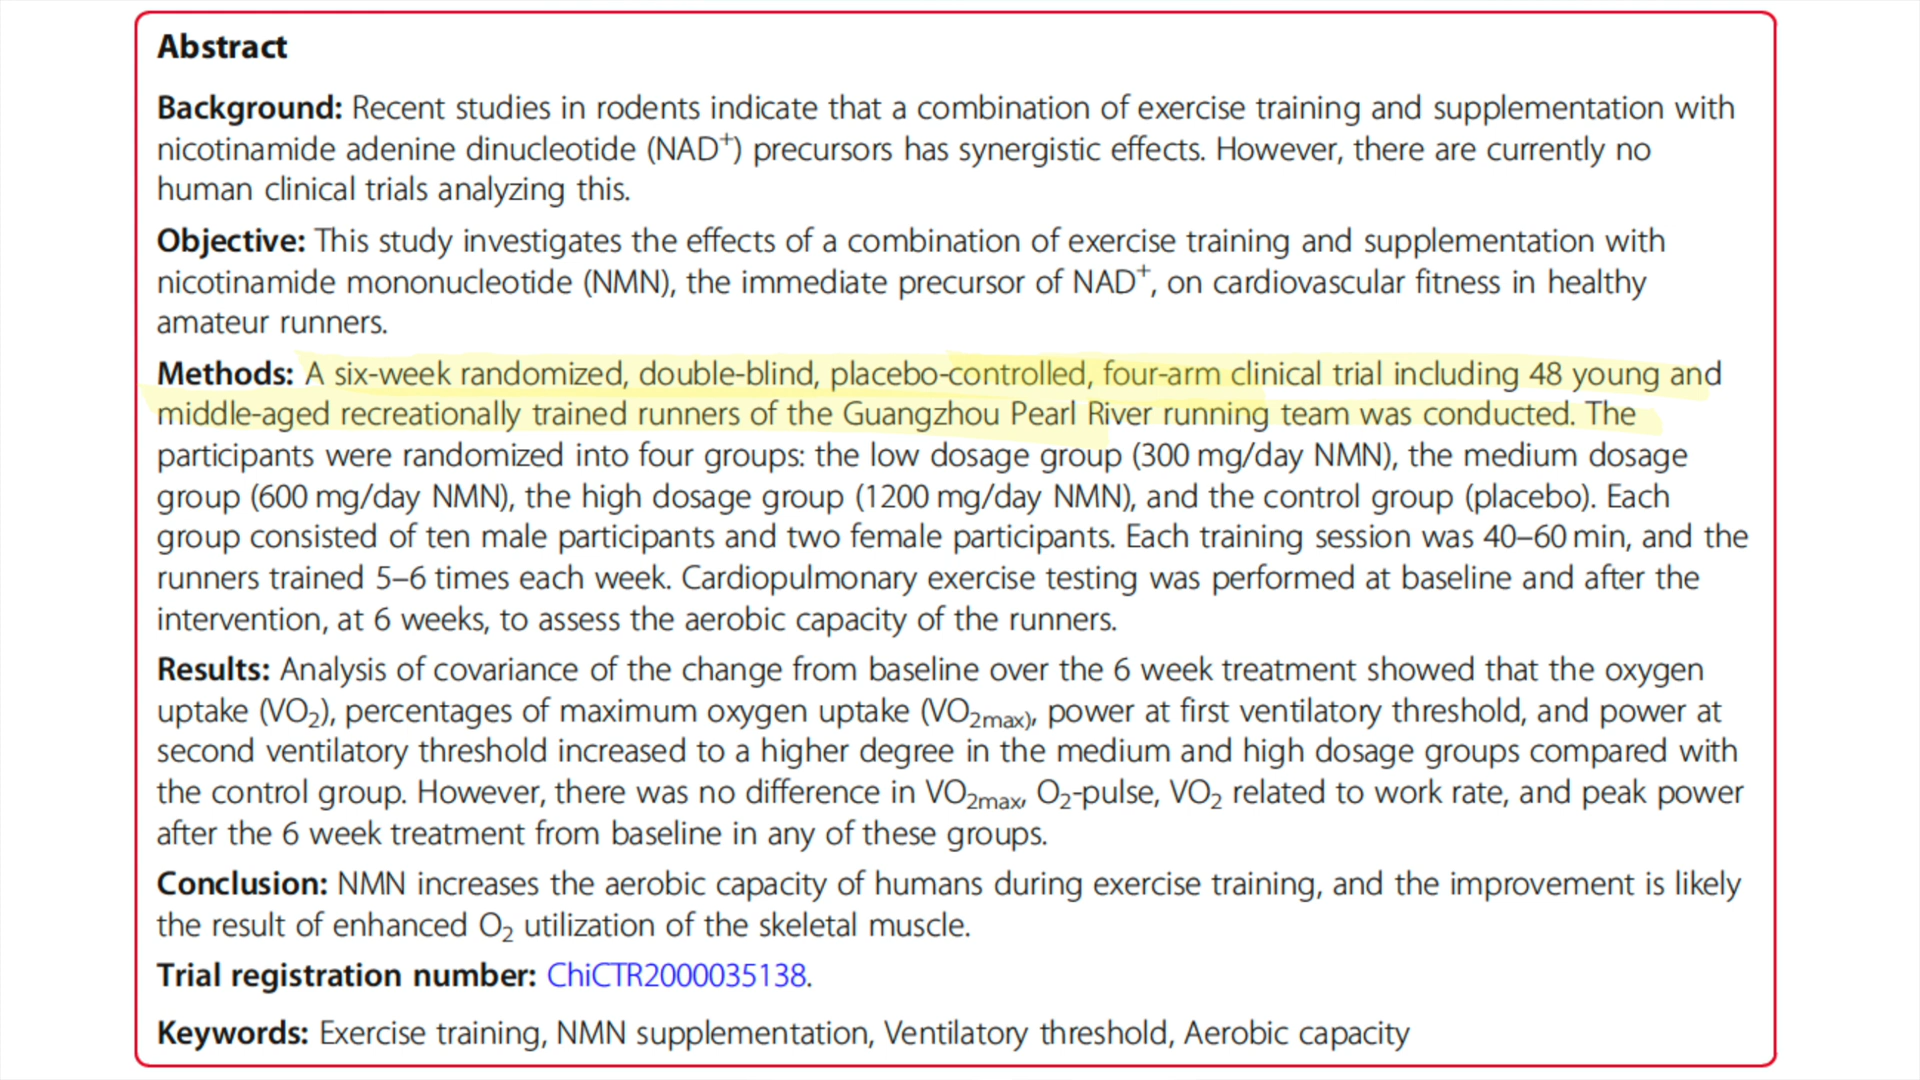 Abstract
Background: Recent studies in rodents indicate that a combination of exercise training and supplementation with
nicotinamide adenine dinucleotide (NAD⁺) precursors has synergistic effects. However, there are currently no
human clinical trials analyzing this.
Objective: This study investigates the effects of a combination of exercise training and supplementation with
nicotinamide mononucleotide (NMN), the immediate precursor of NAD⁺, on cardiovascular fitness in healthy
amateur runners.
Methods: A six-week randomized, double-blind, placebo-controlled, four-arm clinical trial including 48 young and
middle-aged recreationally trained runners of the Guangzhou Pearl River running team was conducted. The
participants were randomized into four groups: the low dosage group (300 mg/day NMN), the medium dosage
group (600 mg/day NMN), the high dosage group (1200 mg/day NMN), and the control group (placebo). Each
group consisted of ten male participants and two female participants. Each training session was 40–60 min, and the
runners trained 5–6 times each week. Cardiopulmonary exercise testing was performed at baseline and after the
intervention, at 6 weeks, to assess the aerobic capacity of the runners.
Results: Analysis of covariance of the change from baseline over the 6 week treatment showed that the oxygen
uptake (VO₂), percentages of maximum oxygen uptake (VO₂max), power at first ventilatory threshold, and power at
second ventilatory threshold increased to a higher degree in the medium and high dosage groups compared with
the control group. However, there was no difference in VO₂max, O₂-pulse, VO₂ related to work rate, and peak power
after the 6 week treatment from baseline in any of these groups.
Conclusion: NMN increases the aerobic capacity of humans during exercise training, and the improvement is likely
the result of enhanced O₂ utilization of the skeletal muscle.
Trial registration number: ChiCTR2000035138.
Keywords: Exercise training, NMN supplementation, Ventilatory threshold, Aerobic capacity